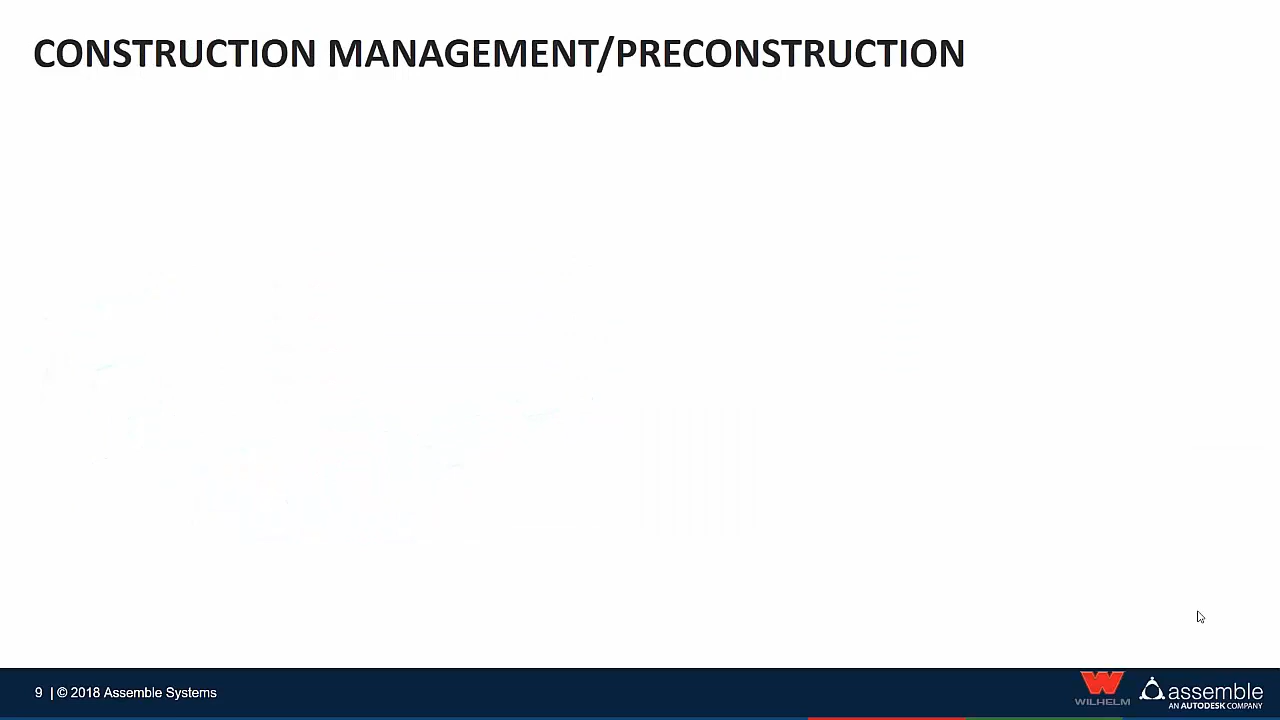 CONSTRUCTION MANAGEMENT/PRECONSTRUCTION
9 | © 2018 Assemble Systems
WILHELM
assemble
AN AUTODESK COMPANY